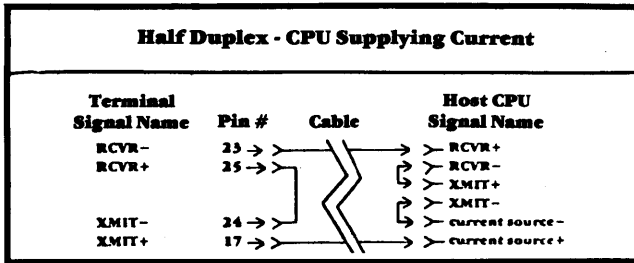 Half Duplex - CPU Supplying Current
Terminal Signal Name Pin # Cable Host CPU Signal Name
RCVR- 23 RCVR+
RCVR+ 25 RCVR-
XMIT+
XMIT-
XMIT- 24 current source-
XMIT+ 17 current source+